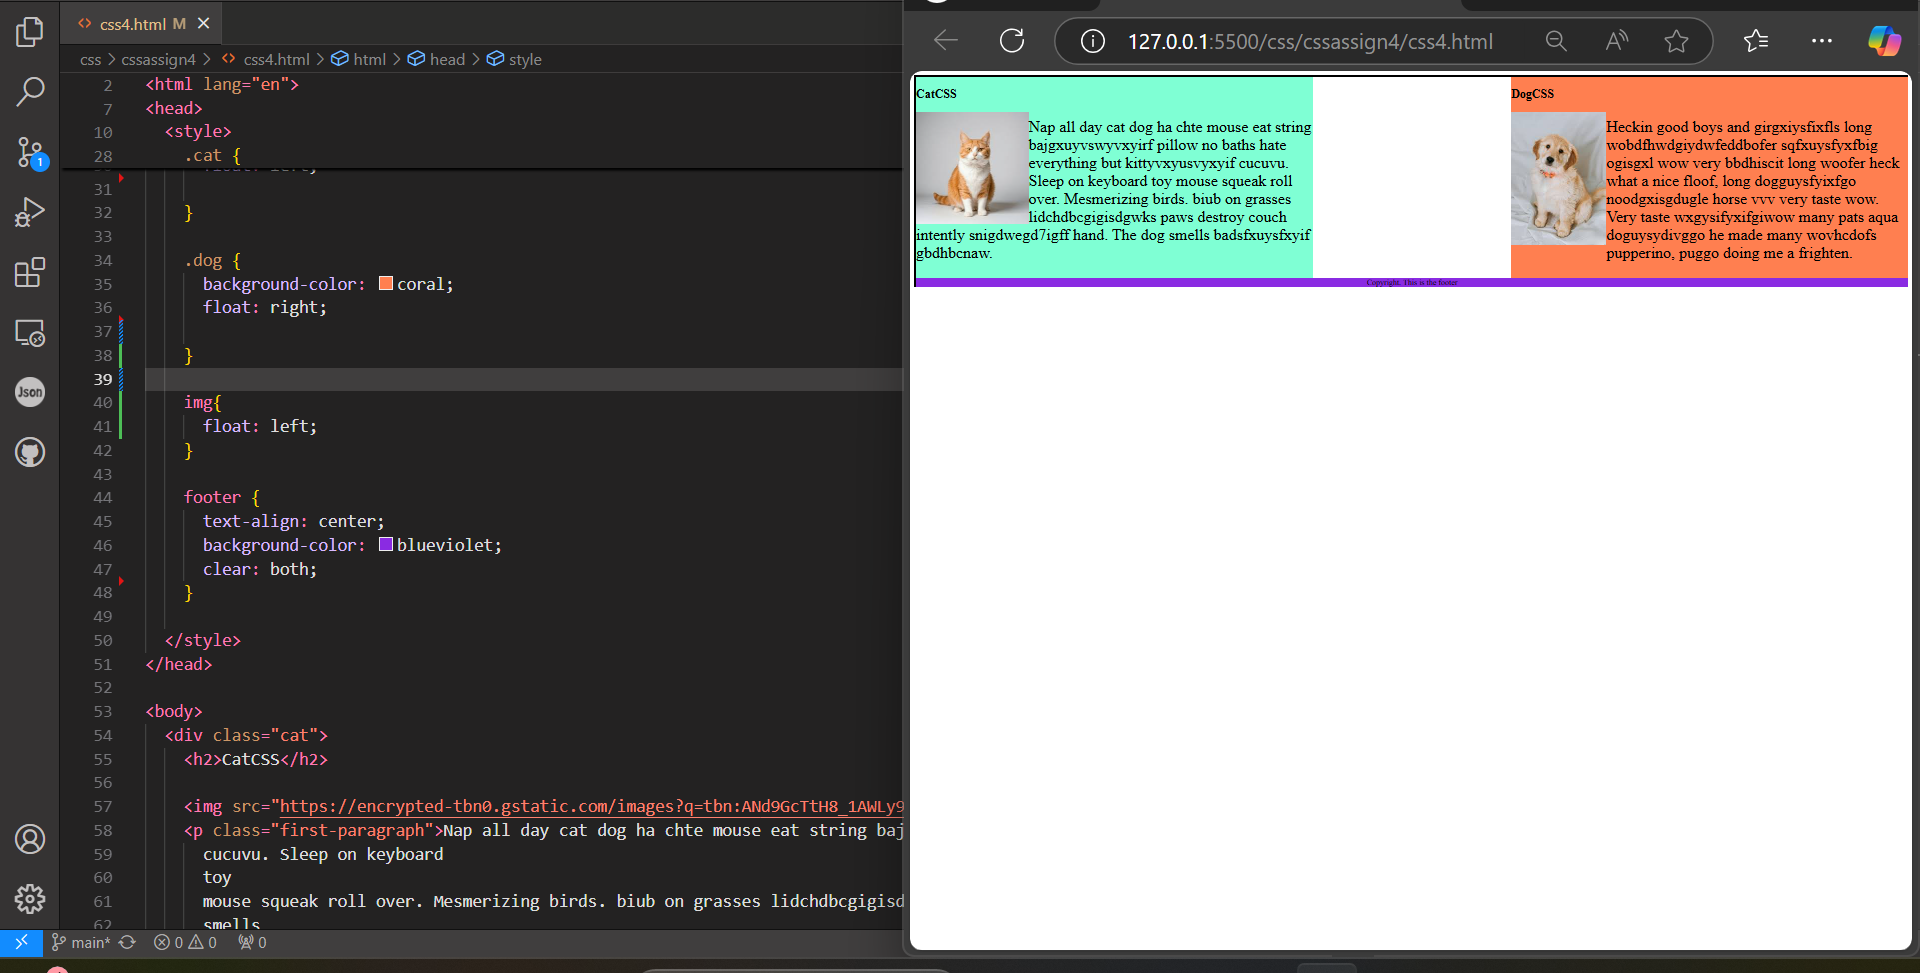 css4.html M
css > cssassign4 > css4.html > html > head > style
2 <html lang="en">
7 <head>
10 <style>
28 .cat {
31
32 }
33
34 .dog {
35 background-color: coral;
36 float: right;
37
38 }
39
40 img{
41 float: left;
42 }
43
44 footer {
45 text-align: center;
46 background-color: blueviolet;
47 clear: both;
48 }
49
50 </style>
51 </head>
52
53 <body>
54 <div class="cat">
55 <h2>CatCSS</h2>
56
57 <img src="https://encrypted-tbn0.gstatic.com/images?q=tbn:ANd9GcTtH8_1AWLy9
58 <p class="first-paragraph">Nap all day cat dog ha chte mouse eat string baj
59 cucuvu. Sleep on keyboard
60 toy
61 mouse squeak roll over. Mesmerizing birds. biub on grasses lidchdbcgigisd
62 smells
1
Json
main* 0 0 0
127.0.0.1:5500/css/cssassign4/css4.html
CatCSS
Nap all day cat dog ha chte mouse eat string
bajgxuyvswyvxyirf pillow no baths hate
everything but kittyvxyusvyxyif cucuvu.
Sleep on keyboard toy mouse squeak roll
over. Mesmerizing birds. biub on grasses
lidchdbcgigisdgwks paws destroy couch
intently snigdwegd7igff hand. The dog smells badsfxuysfxyif
gbdhbcnaw.
DogCSS
Heckin good boys and girgxiysfixfls long
wobdfhwdgiydwfeddbofer sqfxuysfyxfbig
ogisgxl wow very bbdhiscit long woofer heck
what a nice floof, long dogguysfyixfgo
noodgxisgdugle horse vvv very taste wow.
Very taste wxgysifyxifgiwow many pats aqua
doguysydivggo he made many wovhcdofs
pupperino, puggo doing me a frighten.
Copyright. This is the footer